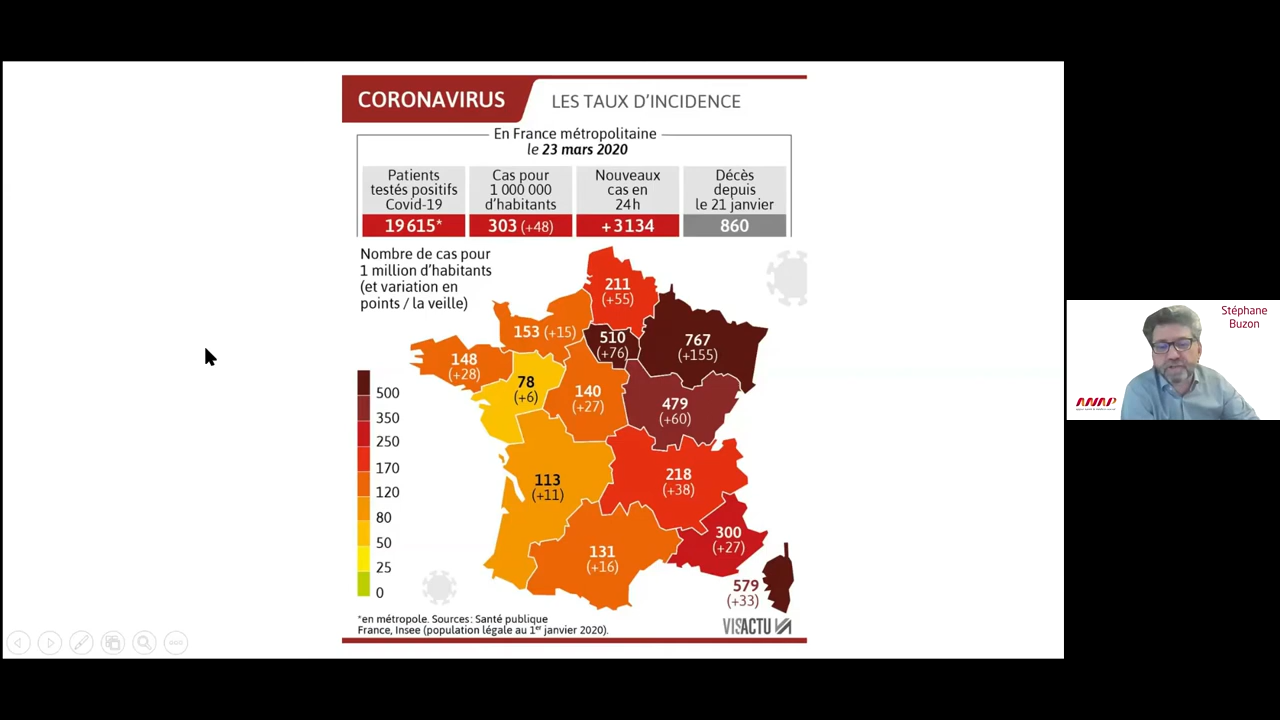 CORONAVIRUS
LES TAUX D'INCIDENCE
En France métropolitaine
le 23 mars 2020
Patients
testés positifs
Covid-19
19 615*
Cas pour
1 000 000
d'habitants
303 (+48)
Nouveaux
cas en
24h
+3134
Décès
depuis
le 21 janvier
860
Nombre de cas pour
1 million d'habitants
(et variation en
points / la veille)
211
(+55)
153 (+15)
510
(+76)
767
(+155)
148
(+28)
78
(+6)
140
(+27)
479
(+60)
113
(+11)
218
(+38)
131
(+16)
300
(+27)
579
(+33)
500
350
250
170
120
80
50
25
0
*en métropole. Sources: Santé publique
France, Insee (population légale au 1er janvier 2020).
VISACTU
Stéphane
Buzon
ANAP